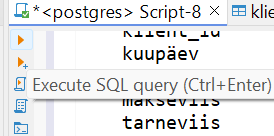 *<postgres> Script-8
klie
klient_id
kuupäev
Execute SQL query (Ctrl+Enter)
makseviis
tarneviis